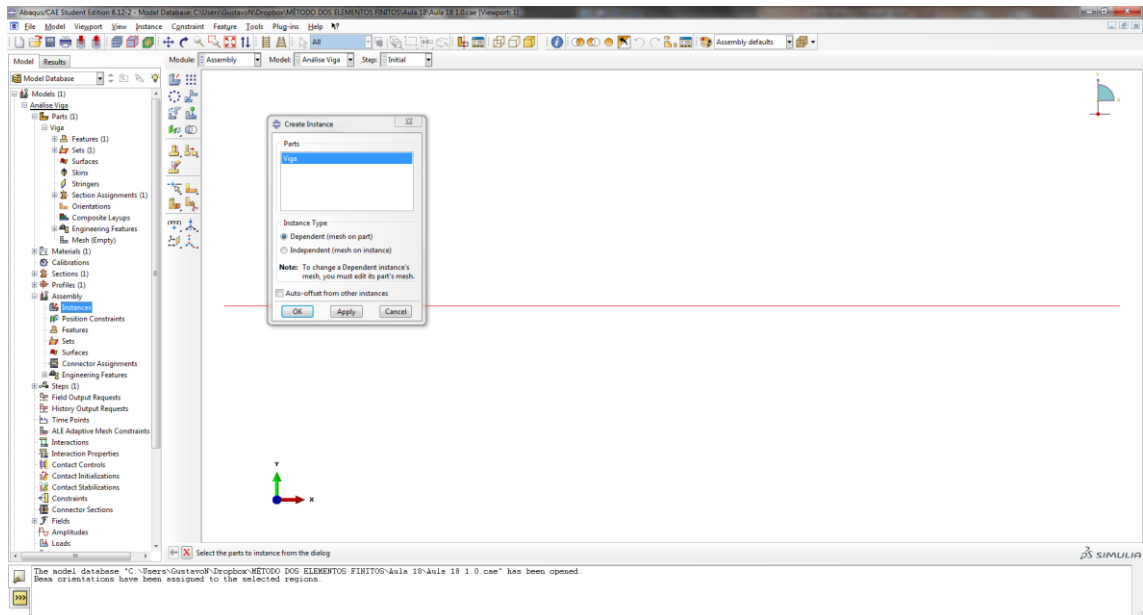 Abaqus/CAE Student Edition 6.12-2 - Model Database: C:\Users\GustavoN\Dropbox\MÉTODO DOS ELEMENTOS FINITOS\Aula 18\Aula 18 1.0.cae [Viewport: 1]
File Model Viewport View Instance Constraint Feature Tools Plug-ins Help
All
Assembly defaults
Model Results
Module: Assembly Model: Análise Viga Step: Initial
Model Database
Models (1)
Análise Viga
Parts (1)
Viga
Features (1)
Sets (1)
Surfaces
Skins
Stringers
Section Assignments (1)
Orientations
Composite Layups
Engineering Features
Mesh (Empty)
Materials (1)
Calibrations
Sections (1)
Profiles (1)
Assembly
Instances
Position Constraints
Features
Sets
Surfaces
Connector Assignments
Engineering Features
Steps (1)
Field Output Requests
History Output Requests
Time Points
ALE Adaptive Mesh Constraints
Interactions
Interaction Properties
Contact Controls
Contact Initializations
Contact Stabilizations
Constraints
Connector Sections
Fields
Amplitudes
Loads
Create Instance
Parts
Viga
Instance Type
Dependent (mesh on part)
Independent (mesh on instance)
Note: To change a Dependent instance's
mesh, you must edit its part's mesh.
Auto-offset from other instances
OK Apply Cancel
Y
X
Select the parts to instance from the dialog
SIMULIA
The model database "C:\Users\GustavoN\Dropbox\MÉTODO DOS ELEMENTOS FINITOS\Aula 18\Aula 18 1.0.cae" has been opened.
Beam orientations have been assigned to the selected regions.
>>>